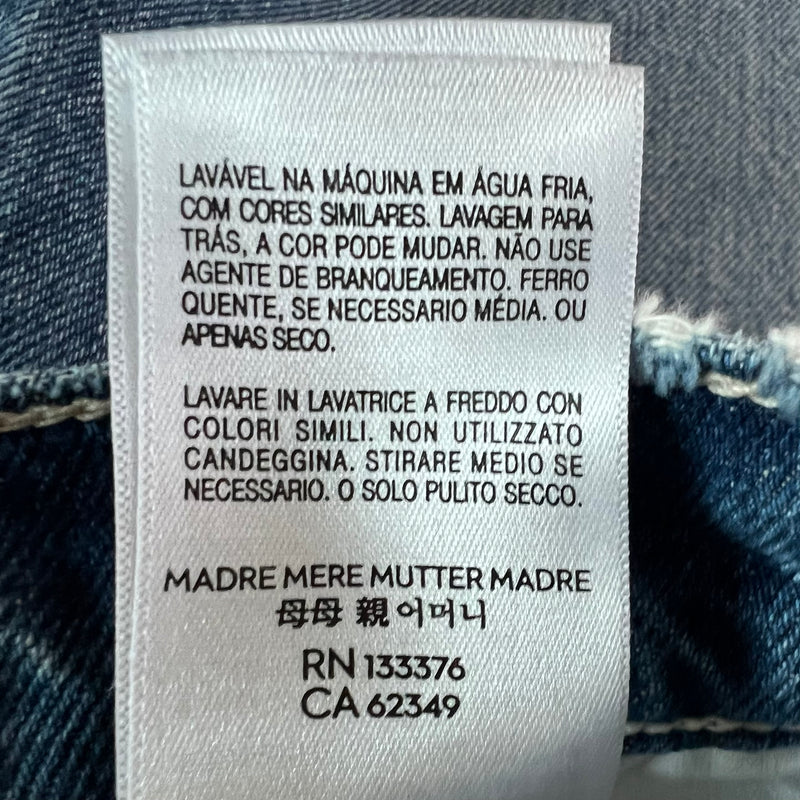 LAVÁVEL NA MÁQUINA EM ÁGUA FRIA,
COM CORES SIMILARES. LAVAGEM PARA
TRÁS, A COR PODE MUDAR. NÃO USE
AGENTE DE BRANQUEAMENTO. FERRO
QUENTE, SE NECESSARIO MÉDIA. OU
APENAS SECO.
LAVARE IN LAVATRICE A FREDDO CON
COLORI SIMILI. NON UTILIZZATO
CANDEGGINA. STIRARE MEDIO SE
NECESSARIO. O SOLO PULITO SECCO.
MADRE MERE MUTTER MADRE
母母 親 어머니
RN 133376
CA 62349